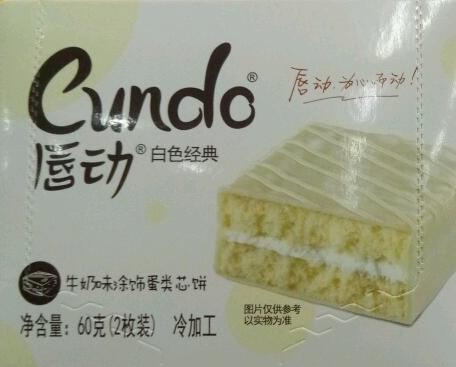 Cundo®
唇动®白色经典
唇动,为心而动!
牛奶味涂饰蛋类芯饼
净含量:60克(2枚装) 冷加工
图片仅供参考
以实物为准